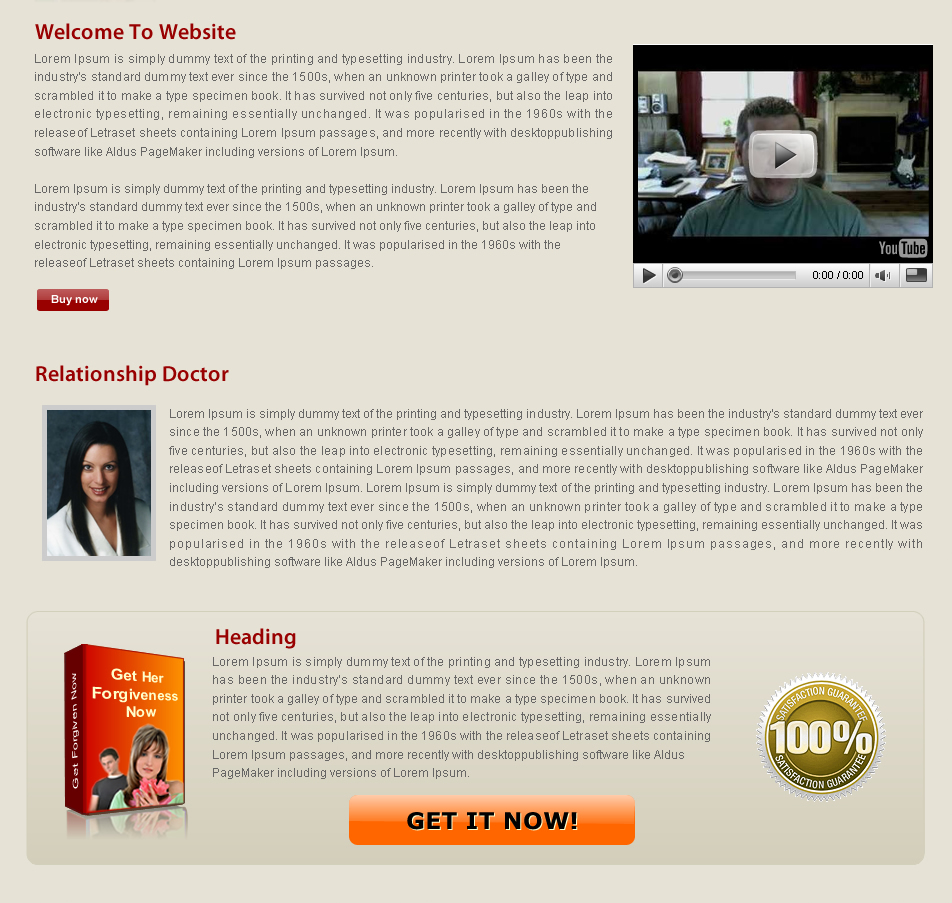 Welcome To Website
Lorem Ipsum is simply dummy text of the printing and typesetting industry. Lorem Ipsum has been the
industry's standard dummy text ever since the 1500s, when an unknown printer took a galley of type and
scrambled it to make a type specimen book. It has survived not only five centuries, but also the leap into
electronic typesetting, remaining essentially unchanged. It was popularised in the 1960s with the
releaseof Letraset sheets containing Lorem Ipsum passages, and more recently with desktoppublishing
software like Aldus PageMaker including versions of Lorem Ipsum.
Lorem Ipsum is simply dummy text of the printing and typesetting industry. Lorem Ipsum has been the
industry's standard dummy text ever since the 1500s, when an unknown printer took a galley of type and
scrambled it to make a type specimen book. It has survived not only five centuries, but also the leap into
electronic typesetting, remaining essentially unchanged. It was popularised in the 1960s with the
releaseof Letraset sheets containing Lorem Ipsum passages.
Buy now
YouTube
0:00 / 0:00
Relationship Doctor
Lorem Ipsum is simply dummy text of the printing and typesetting industry. Lorem Ipsum has been the industry's standard dummy text ever
since the 1500s, when an unknown printer took a galley of type and scrambled it to make a type specimen book. It has survived not only
five centuries, but also the leap into electronic typesetting, remaining essentially unchanged. It was popularised in the 1960s with the
releaseof Letraset sheets containing Lorem Ipsum passages, and more recently with desktoppublishing software like Aldus PageMaker
including versions of Lorem Ipsum. Lorem Ipsum is simply dummy text of the printing and typesetting industry. Lorem Ipsum has been the
industry's standard dummy text ever since the 1500s, when an unknown printer took a galley of type and scrambled it to make a type
specimen book. It has survived not only five centuries, but also the leap into electronic typesetting, remaining essentially unchanged. It was
popularised in the 1960s with the releaseof Letraset sheets containing Lorem Ipsum passages, and more recently with
desktoppublishing software like Aldus PageMaker including versions of Lorem Ipsum.
Get Forgiven Now
Get Her
Forgiveness
Now
Heading
Lorem Ipsum is simply dummy text of the printing and typesetting industry. Lorem Ipsum
has been the industry's standard dummy text ever since the 1500s, when an unknown
printer took a galley of type and scrambled it to make a type specimen book. It has survived
not only five centuries, but also the leap into electronic typesetting, remaining essentially
unchanged. It was popularised in the 1960s with the releaseof Letraset sheets containing
Lorem Ipsum passages, and more recently with desktoppublishing software like Aldus
PageMaker including versions of Lorem Ipsum.
GET IT NOW!
SATISFACTION GUARANTEE
100%
SATISFACTION GUARANTEE